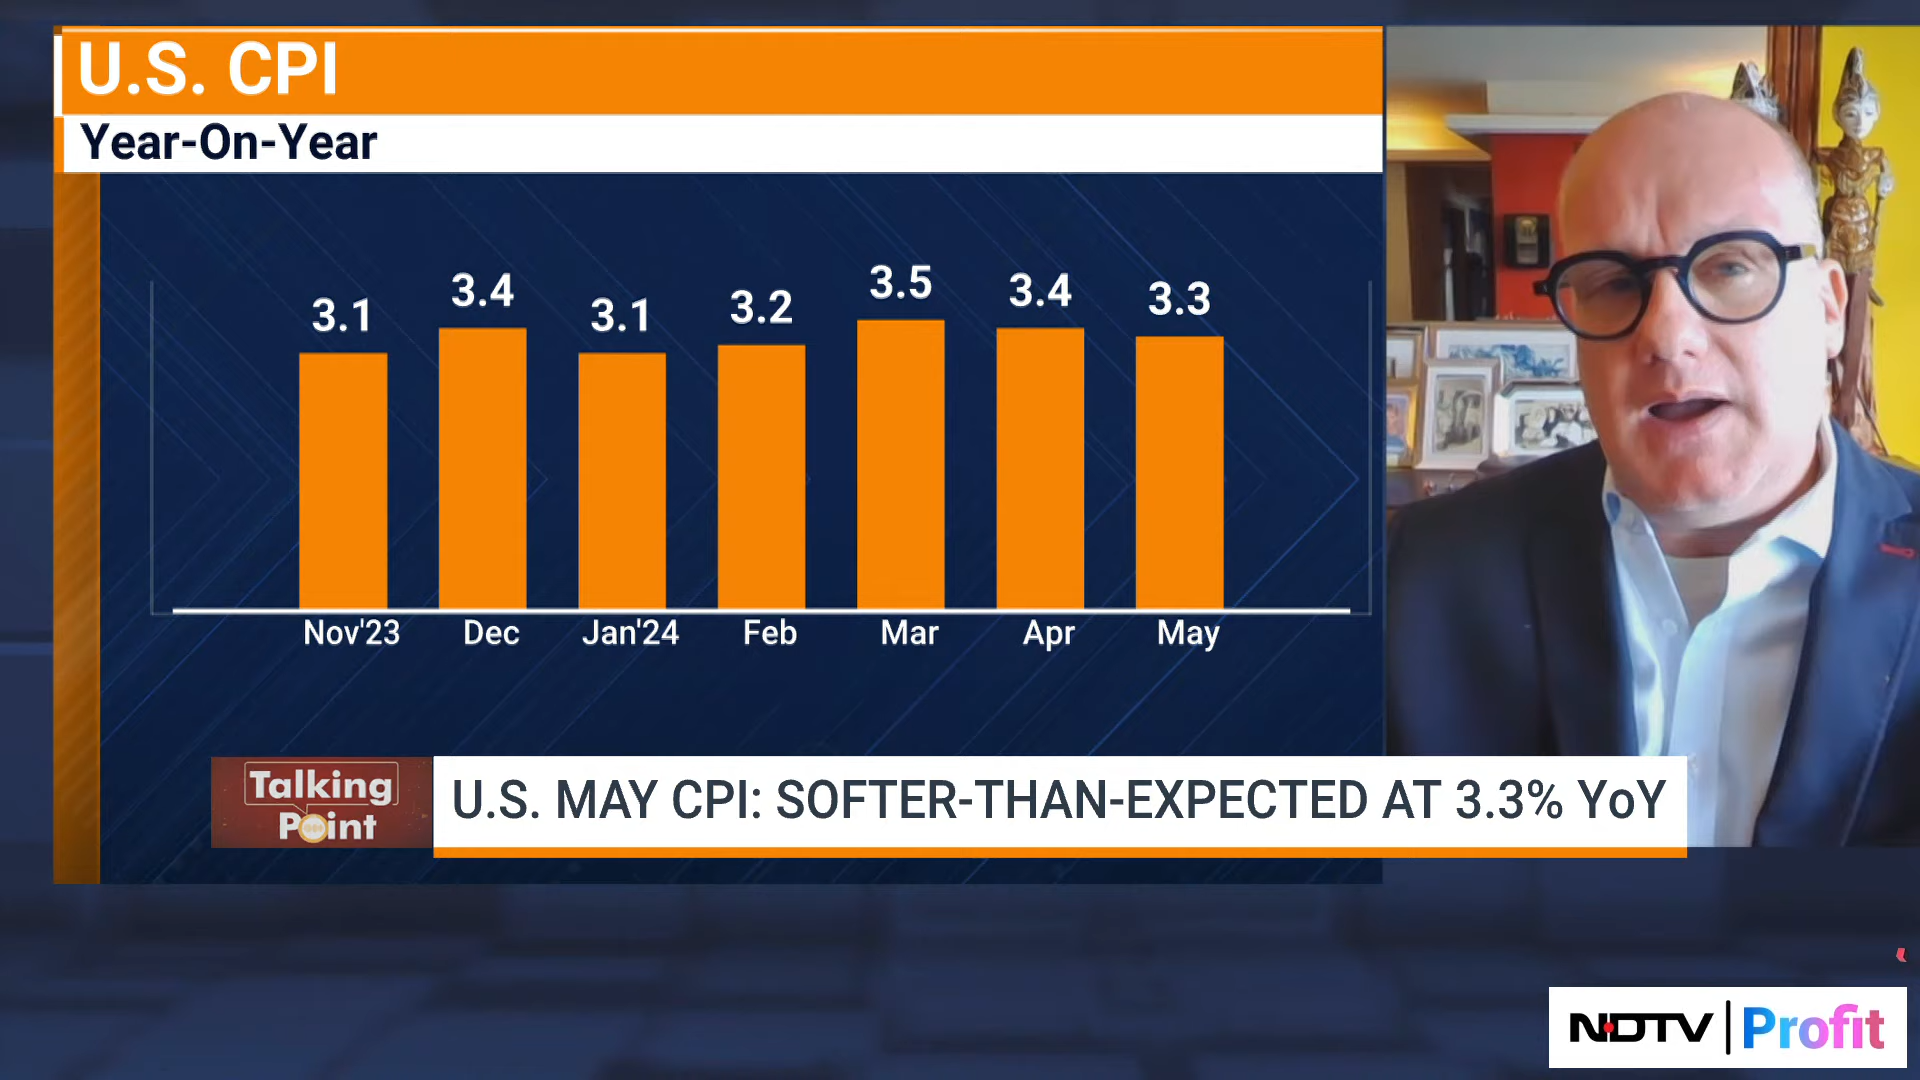 U.S. CPI
Year-On-Year
3.1
3.4
3.1
3.2
3.5
3.4
3.3
Nov'23
Dec
Jan'24
Feb
Mar
Apr
May
Talking
Point
U.S. MAY CPI: SOFTER-THAN-EXPECTED AT 3.3% YoY
NDTV Profit